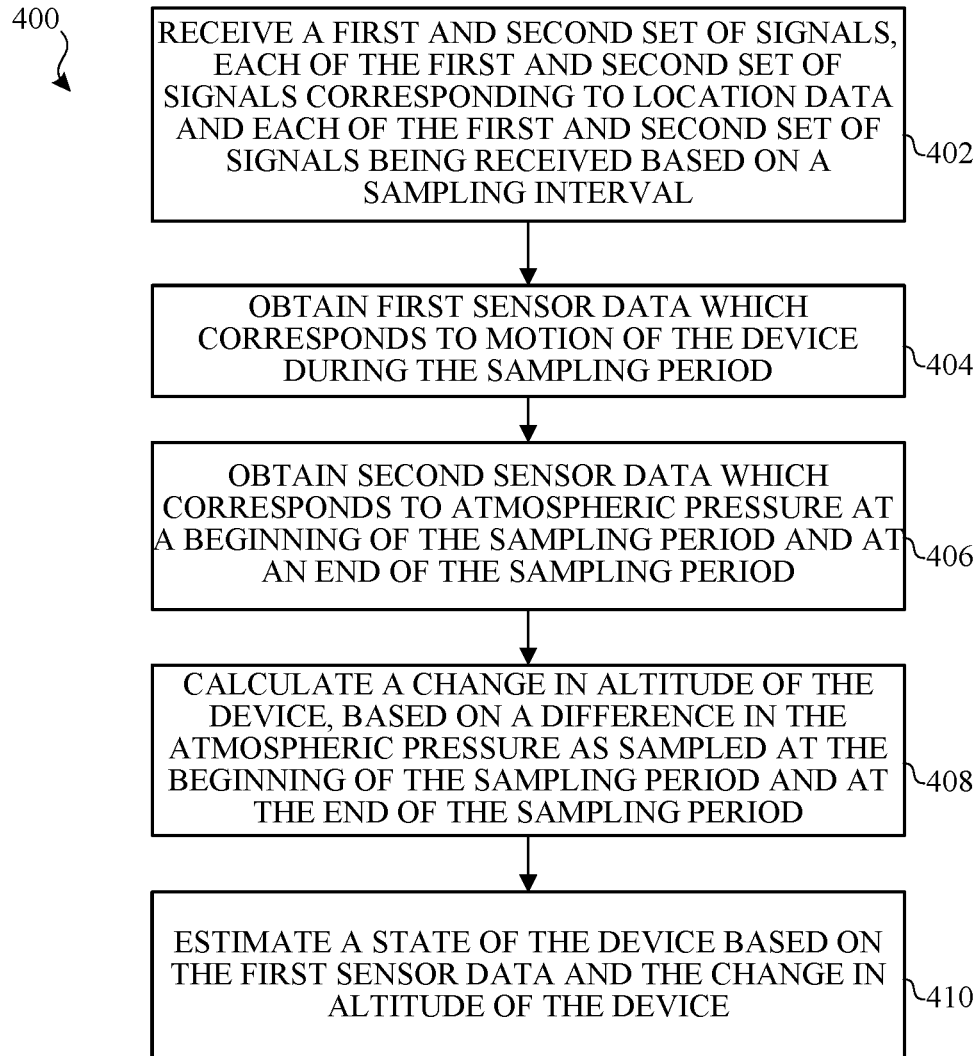 400
RECEIVE A FIRST AND SECOND SET OF SIGNALS,
EACH OF THE FIRST AND SECOND SET OF
SIGNALS CORRESPONDING TO LOCATION DATA
AND EACH OF THE FIRST AND SECOND SET OF
SIGNALS BEING RECEIVED BASED ON A
SAMPLING INTERVAL
402
OBTAIN FIRST SENSOR DATA WHICH
CORRESPONDS TO MOTION OF THE DEVICE
DURING THE SAMPLING PERIOD
404
OBTAIN SECOND SENSOR DATA WHICH
CORRESPONDS TO ATMOSPHERIC PRESSURE AT
A BEGINNING OF THE SAMPLING PERIOD AND AT
AN END OF THE SAMPLING PERIOD
406
CALCULATE A CHANGE IN ALTITUDE OF THE
DEVICE, BASED ON A DIFFERENCE IN THE
ATMOSPHERIC PRESSURE AS SAMPLED AT THE
BEGINNING OF THE SAMPLING PERIOD AND AT
THE END OF THE SAMPLING PERIOD
408
ESTIMATE A STATE OF THE DEVICE BASED ON
THE FIRST SENSOR DATA AND THE CHANGE IN
ALTITUDE OF THE DEVICE
410